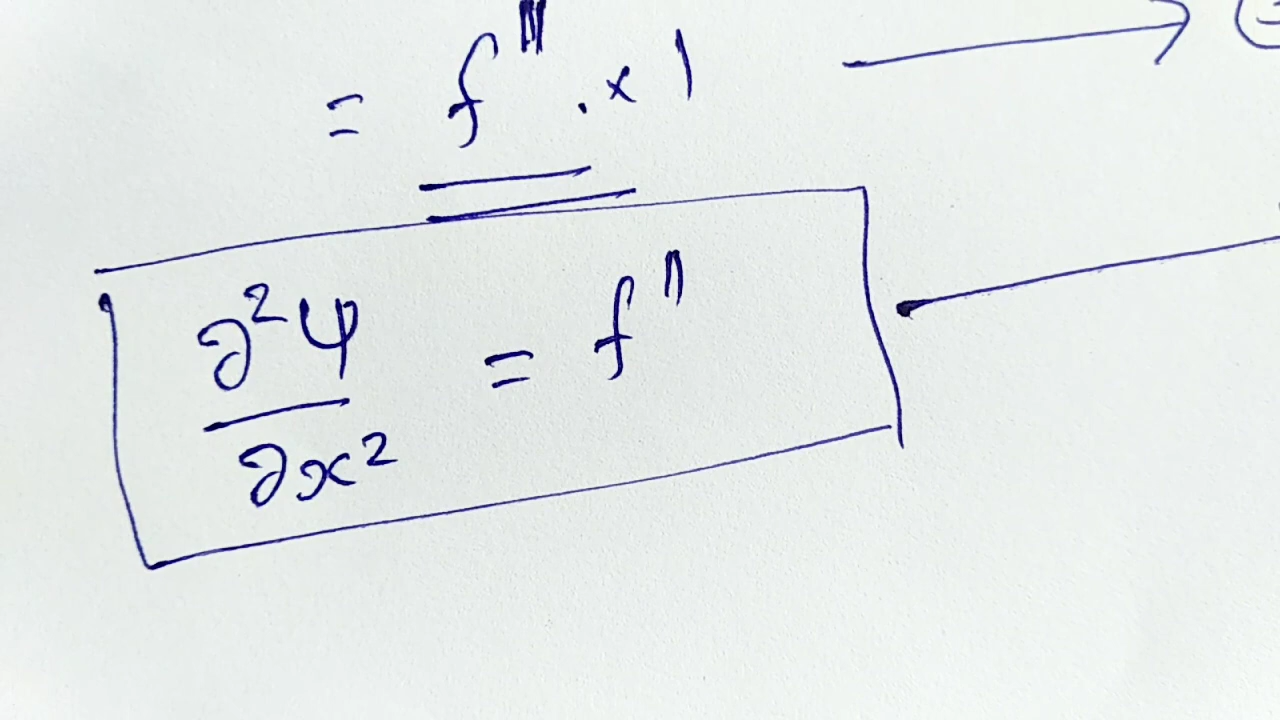 = f'' . × 1 →
∂²ψ/∂x² = f''